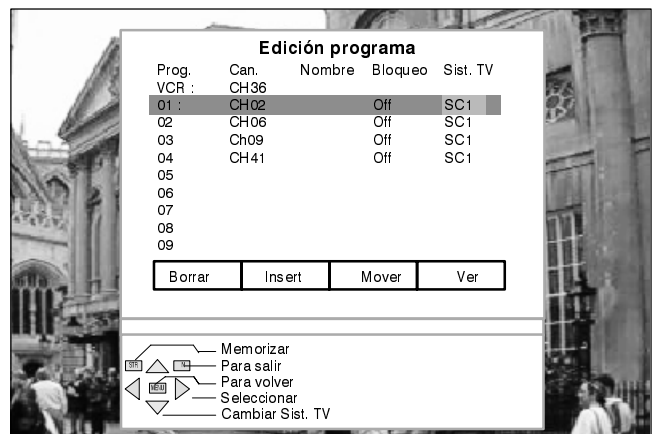 Edición programa
Prog. Can. Nombre Bloqueo Sist. TV
VCR : CH36
01 : CH02 Off SC1
02 CH06 Off SC1
03 Ch09 Off SC1
04 CH41 Off SC1
05
06
07
08
09
Borrar Insert Mover Ver
Memorizar
STR N Para salir
MENU Para volver
Seleccionar
Cambiar Sist. TV